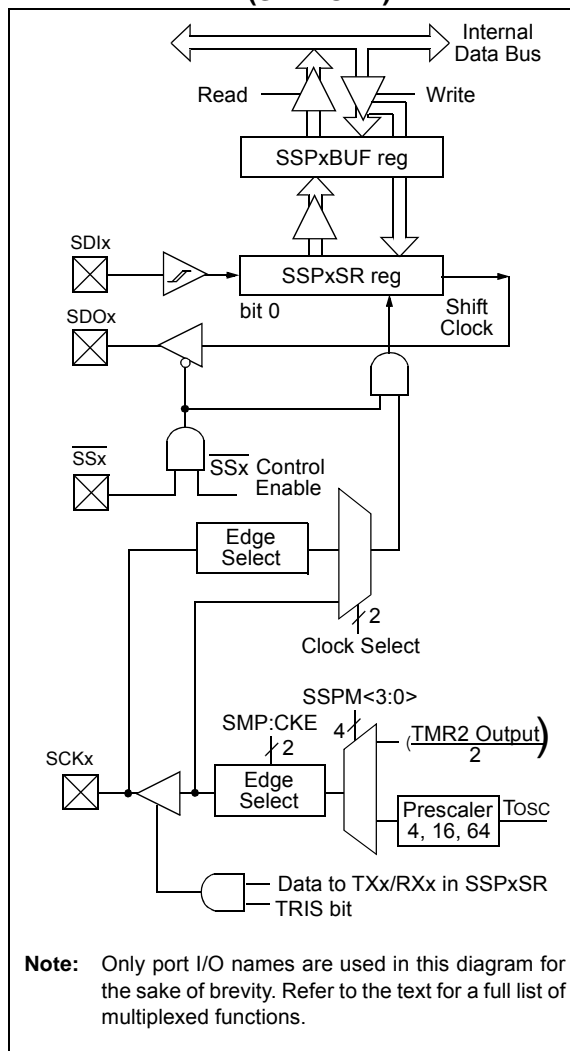 Internal
Data Bus
Read
Write
SSPxBUF reg
SDIx
SSPxSR reg
bit 0
Shift
Clock
SDOx
SSx
SSx Control
Enable
Edge
Select
2
Clock Select
SSPM<3:0>
SMP:CKE
4
(TMR2 Output)
2
2
SCKx
Edge
Select
Prescaler
4, 16, 64
TOSC
Data to TXx/RXx in SSPxSR
TRIS bit
Note: Only port I/O names are used in this diagram for
the sake of brevity. Refer to the text for a full list of
multiplexed functions.